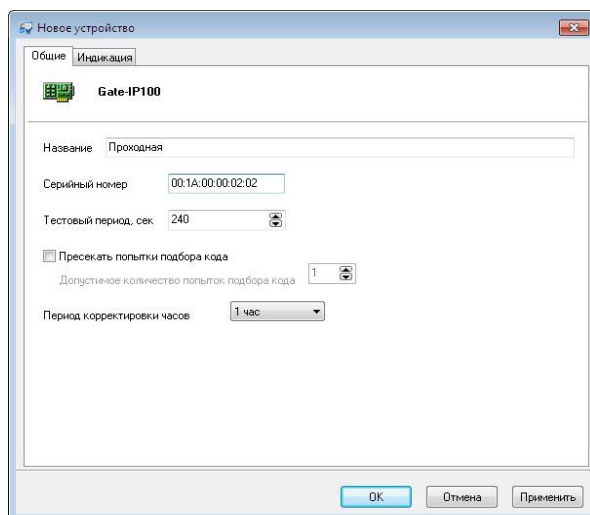 Новое устройство
Общие Индикация
Gate-IP100
Название Проходная
Серийный номер 00:1A:00:00:02:02
Тестовый период, сек 240
Пресекать попытки подбора кода
Допустимое количество попыток подбора кода 1
Период корректировки часов 1 час
OK Отмена Применить